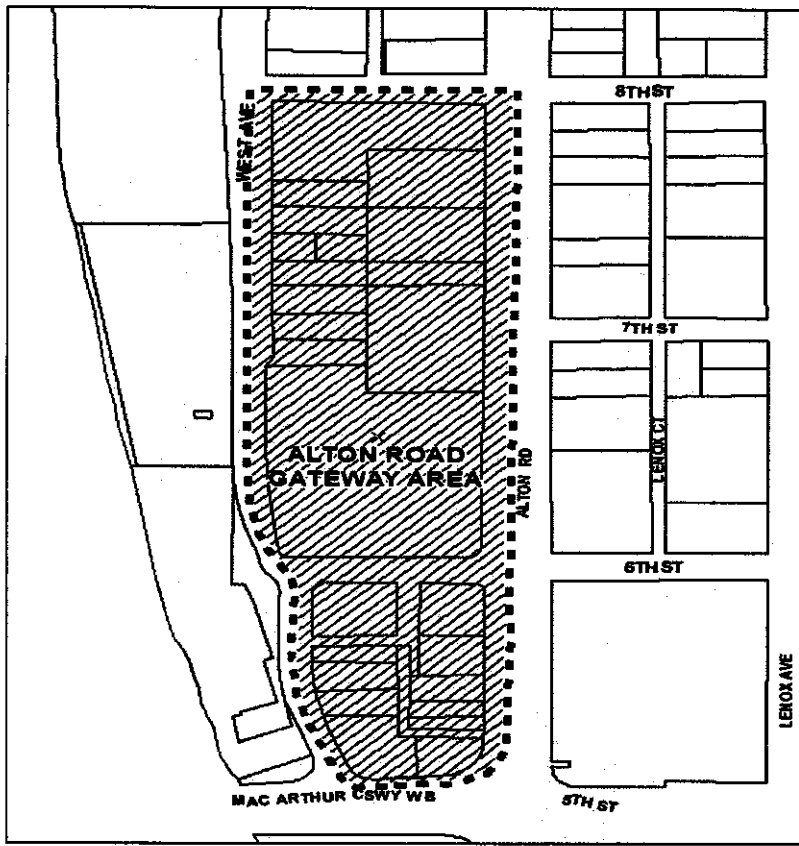 8TH ST
WEST AVE
7TH ST
LENOX CT
ALTON ROAD
GATEWAY AREA
ALTON RD
6TH ST
LENOX AVE
MAC ARTHUR CSWY WB
5TH ST